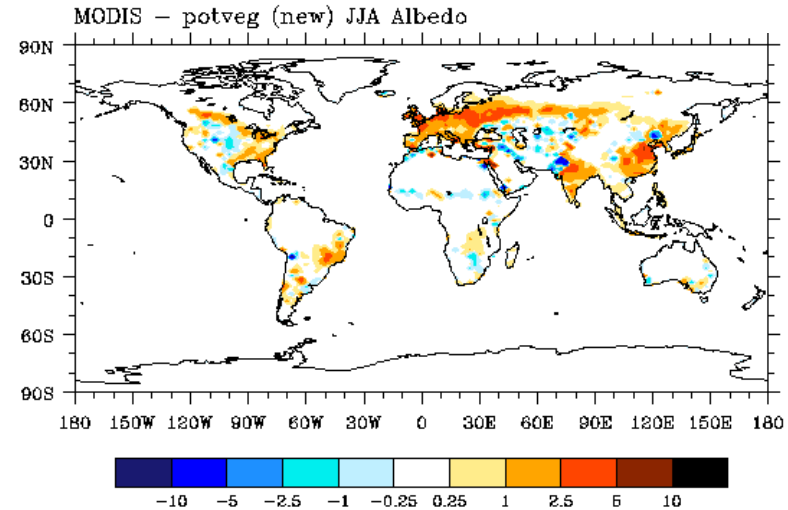 MODIS – potveg (new) JJA Albedo
90N
60N
30N
0
30S
60S
90S
180 150W 120W 90W 60W 30W 0 30E 60E 90E 120E 150E 180
-10 -5 -2.5 -1 -0.25 0.25 1 2.5 5 10